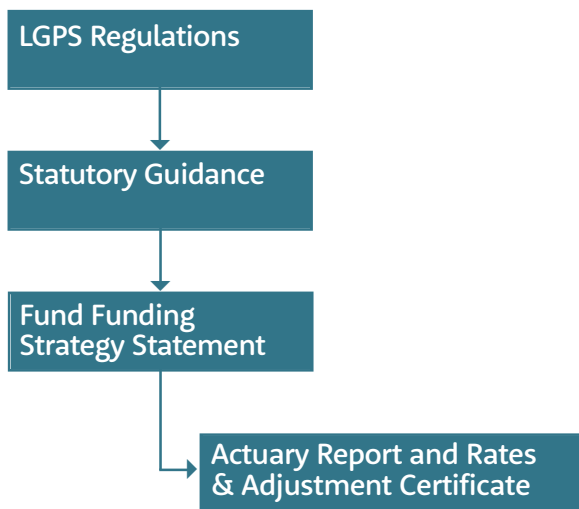 LGPS Regulations
Statutory Guidance
Fund Funding
Strategy Statement
Actuary Report and Rates
& Adjustment Certificate